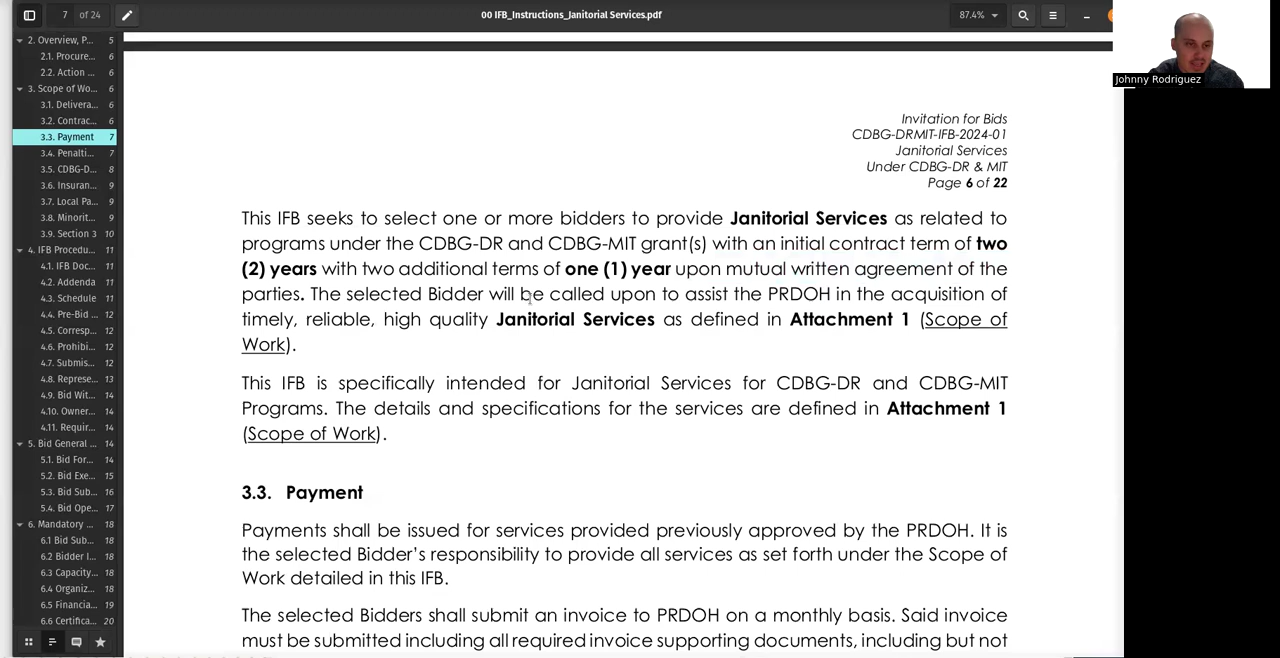 7 of 24
00 IFB_Instructions_Janitorial Services.pdf
87.4%
Johnny Rodriguez
2. Overview, P... 5
2.1. Procure... 6
2.2. Action ... 6
3. Scope of Wo... 6
3.1. Delivera... 6
3.2. Contrac... 6
3.3. Payment 7
3.4. Penalti... 7
3.5. CDBG-D... 8
3.6. Insuran... 9
3.7. Local Pa... 9
3.8. Minorit... 9
3.9. Section 3 10
4. IFB Procedu... 11
4.1. IFB Doc... 11
4.2. Addenda 11
4.3. Schedule 11
4.4. Pre-Bid ... 12
4.5. Corresp... 12
4.6. Prohibi... 12
4.7. Submis... 12
4.8. Represe... 13
4.9. Bid Wit... 14
4.10. Owner... 14
4.11. Requir... 14
5. Bid General ... 14
5.1. Bid For... 14
5.2. Bid Exe... 15
5.3. Bid Sub... 16
5.4. Bid Ope... 17
6. Mandatory ... 18
6.1 Bid Sub... 18
6.2 Bidder I... 18
6.3 Capacity... 18
6.4 Organiz... 18
6.5 Financia... 19
6.6 Certifica... 20
Invitation for Bids
CDBG-DRMIT-IFB-2024-01
Janitorial Services
Under CDBG-DR & MIT
Page 6 of 22
This IFB seeks to select one or more bidders to provide Janitorial Services as related to
programs under the CDBG-DR and CDBG-MIT grant(s) with an initial contract term of two
(2) years with two additional terms of one (1) year upon mutual written agreement of the
parties. The selected Bidder will be called upon to assist the PRDOH in the acquisition of
timely, reliable, high quality Janitorial Services as defined in Attachment 1 (Scope of
Work).
This IFB is specifically intended for Janitorial Services for CDBG-DR and CDBG-MIT
Programs. The details and specifications for the services are defined in Attachment 1
(Scope of Work).
3.3. Payment
Payments shall be issued for services provided previously approved by the PRDOH. It is
the selected Bidder's responsibility to provide all services as set forth under the Scope of
Work detailed in this IFB.
The selected Bidders shall submit an invoice to PRDOH on a monthly basis. Said invoice
must be submitted including all required invoice supporting documents, including but not